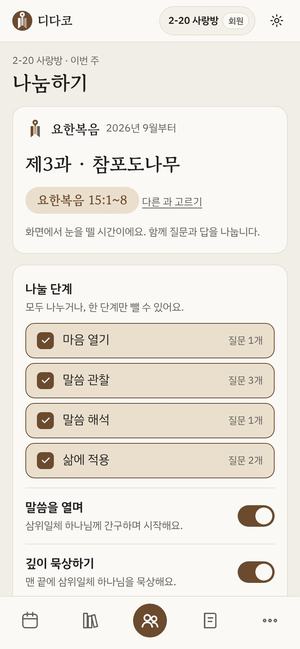 디다코
2-20 사랑방 회원
2-20 사랑방 · 이번 주
나눔하기
요한복음 2026년 9월부터
제3과 · 참포도나무
요한복음 15:1~8 다른 과 고르기
화면에서 눈을 뗄 시간이에요. 함께 질문과 답을 나눕니다.
나눌 단계
모두 나누거나, 한 단계만 뺄 수 있어요.
마음 열기 질문 1개
말씀 관찰 질문 3개
말씀 해석 질문 1개
삶에 적용 질문 2개
말씀을 열며
삼위일체 하나님께 간구하며 시작해요.
깊이 묵상하기
맨 끝에 삼위일체 하나님을 묵상해요.